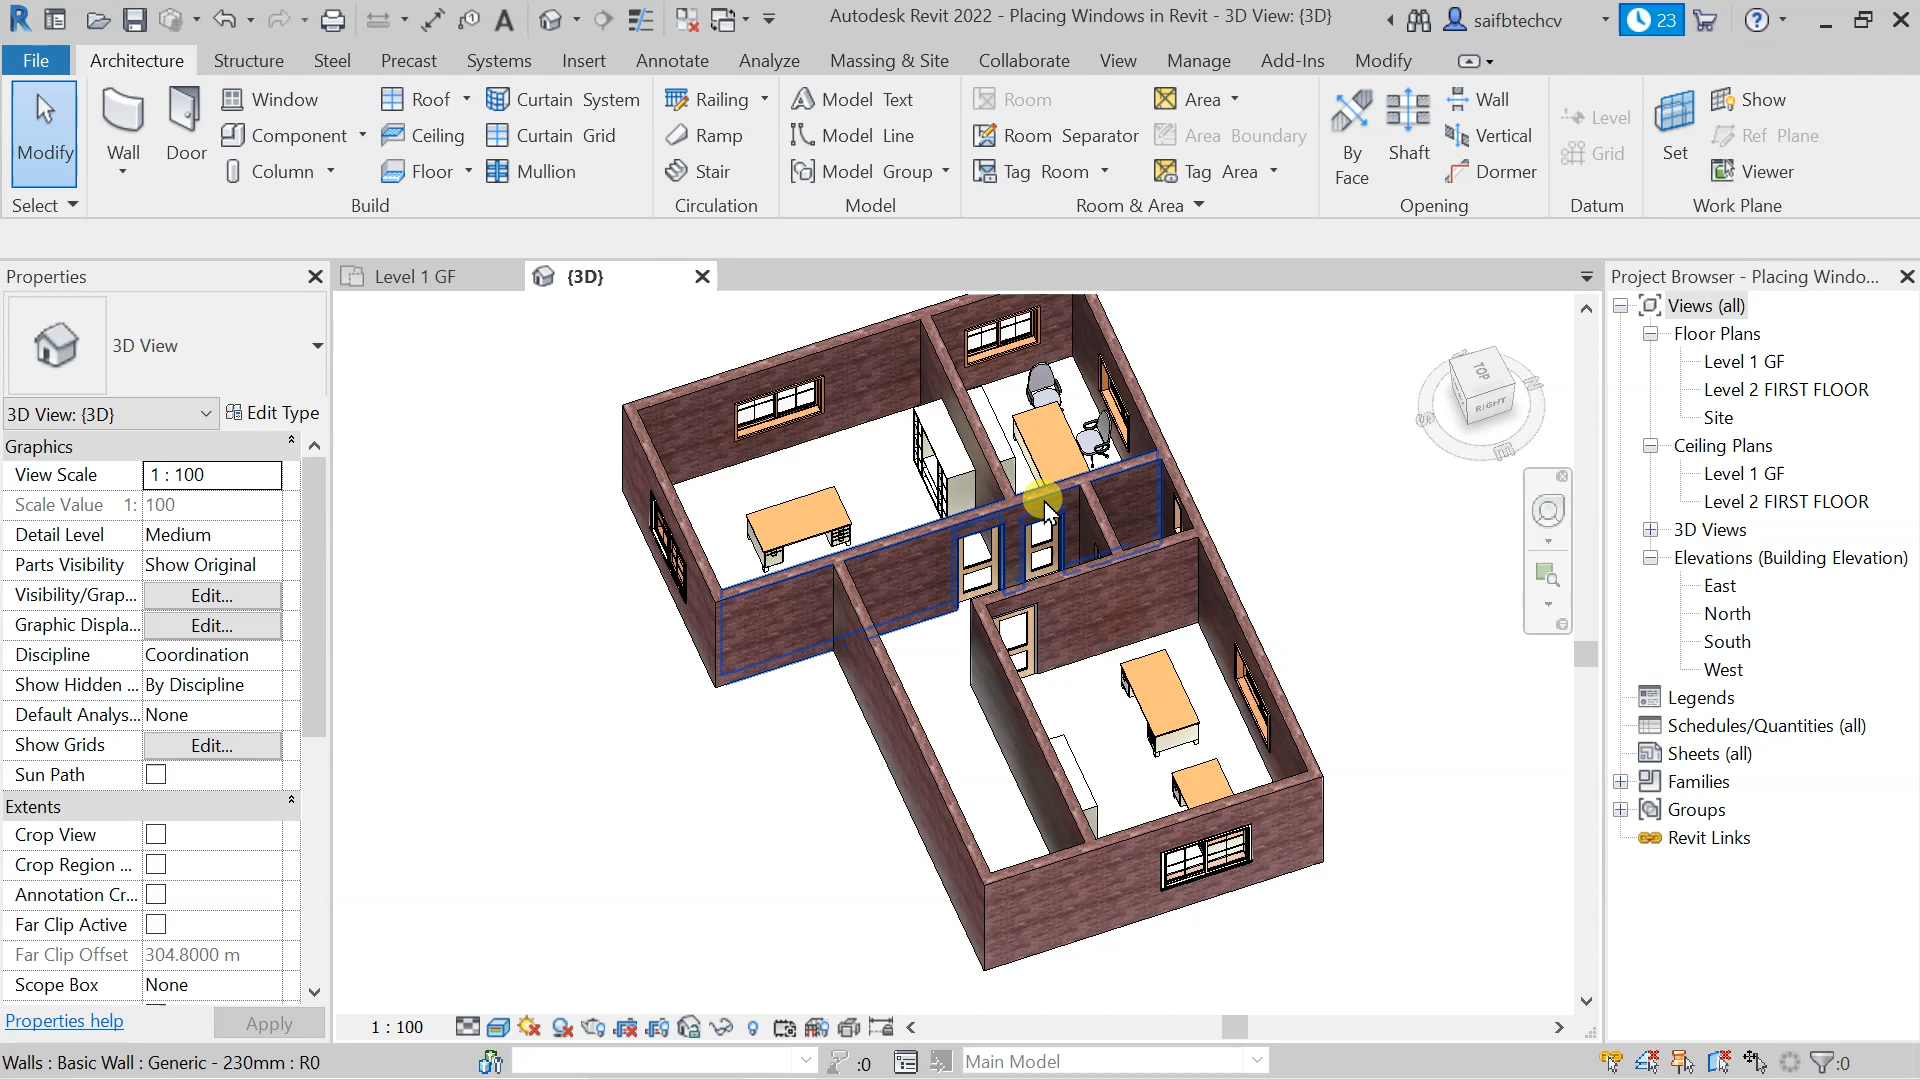 Autodesk Revit 2022 - Placing Windows in Revit - 3D View: {3D}
saifbtechcv
23
File
Architecture
Structure
Steel
Precast
Systems
Insert
Annotate
Analyze
Massing & Site
Collaborate
View
Manage
Add-Ins
Modify
Modify
Wall
Door
Window
Component
Column
Roof
Ceiling
Floor
Curtain System
Curtain Grid
Mullion
Railing
Ramp
Stair
Model Text
Model Line
Model Group
Room
Room Separator
Tag Room
Area
Area Boundary
Tag Area
By
Face
Shaft
Wall
Vertical
Dormer
Level
Grid
Set
Show
Ref Plane
Viewer
Select
Build
Circulation
Model
Room & Area
Opening
Datum
Work Plane
Properties
3D View
3D View: {3D}
Edit Type
Graphics
View Scale 1 : 100
Scale Value 1: 100
Detail Level Medium
Parts Visibility Show Original
Visibility/Grap... Edit...
Graphic Displa... Edit...
Discipline Coordination
Show Hidden ... By Discipline
Default Analys... None
Show Grids Edit...
Sun Path
Extents
Crop View
Crop Region ...
Annotation Cr...
Far Clip Active
Far Clip Offset 304.8000 m
Scope Box None
Properties help
Apply
Level 1 GF
{3D}
TOP
RIGHT
1 : 100
Project Browser - Placing Windo...
Views (all)
Floor Plans
Level 1 GF
Level 2 FIRST FLOOR
Site
Ceiling Plans
Level 1 GF
Level 2 FIRST FLOOR
3D Views
Elevations (Building Elevation)
East
North
South
West
Legends
Schedules/Quantities (all)
Sheets (all)
Families
Groups
Revit Links
Walls : Basic Wall : Generic - 230mm : R0
:0
Main Model
:0